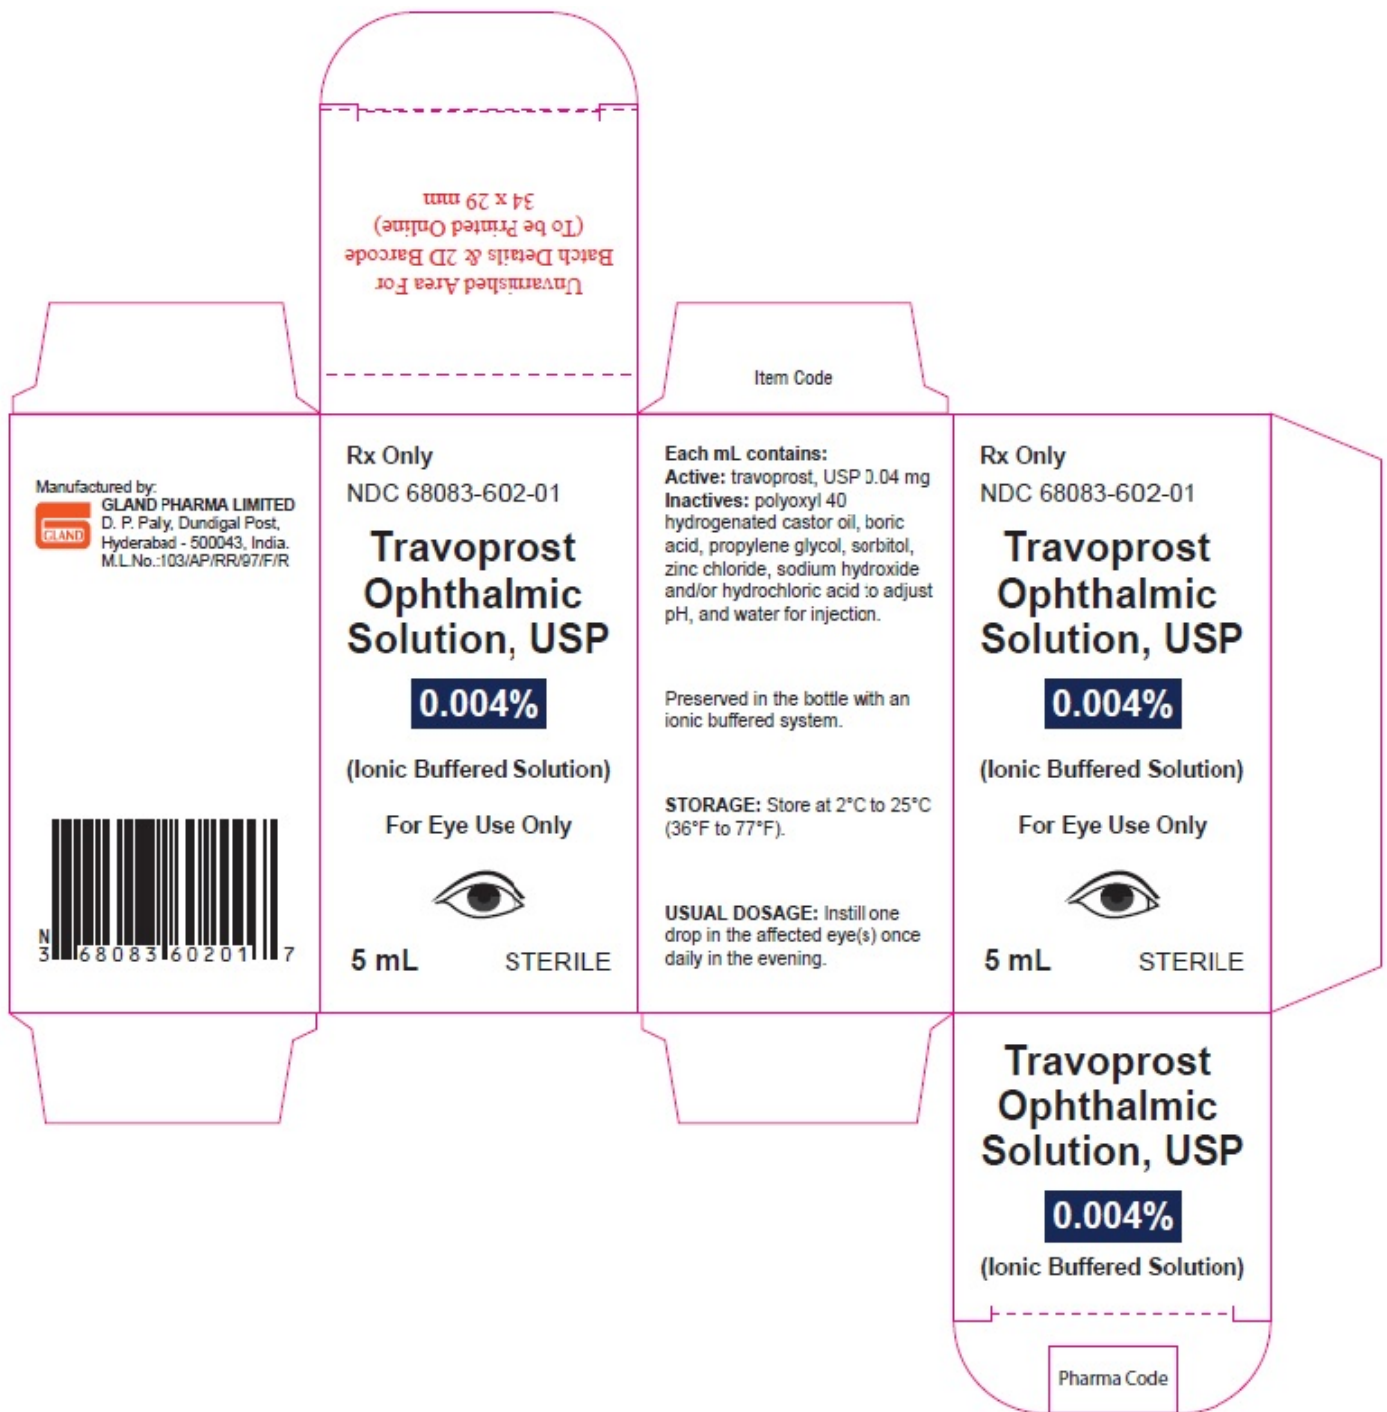 Unvarnished Area For
Batch Details & 2D Barcode
(To be Printed Online)
34 x 29 mm
Item Code
Manufactured by:
GLAND PHARMA LIMITED
D. P. Paly, Dundigal Post,
Hyderabad - 500043, India.
M.L.No.:103/AP/RR/97/F/R
GLAND
N
3 68083 60201 7
Rx Only
NDC 68083-602-01
Travoprost
Ophthalmic
Solution, USP
0.004%
(Ionic Buffered Solution)
For Eye Use Only
5 mL STERILE
Each mL contains:
Active: travoprost, USP 0.04 mg
Inactives: polyoxyl 40
hydrogenated castor oil, boric
acid, propylene glycol, sorbitol,
zinc chloride, sodium hydroxide
and/or hydrochloric acid to adjust
pH, and water for injection.
Preserved in the bottle with an
ionic buffered system.
STORAGE: Store at 2°C to 25°C
(36°F to 77°F).
USUAL DOSAGE: Instill one
drop in the affected eye(s) once
daily in the evening.
Rx Only
NDC 68083-602-01
Travoprost
Ophthalmic
Solution, USP
0.004%
(Ionic Buffered Solution)
For Eye Use Only
5 mL STERILE
Travoprost
Ophthalmic
Solution, USP
0.004%
(Ionic Buffered Solution)
Pharma Code